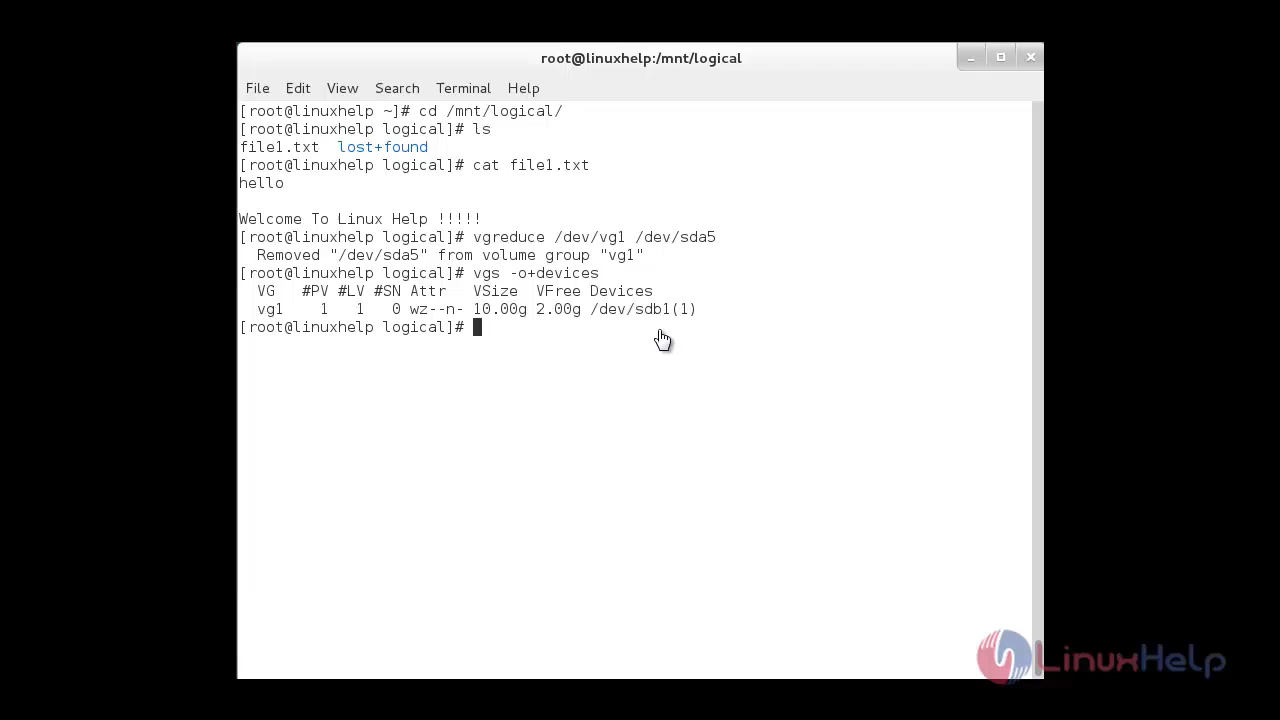 root@linuxhelp:/mnt/logical
File Edit View Search Terminal Help
[root@linuxhelp ~]# cd /mnt/logical/
[root@linuxhelp logical]# ls
file1.txt  lost+found
[root@linuxhelp logical]# cat file1.txt
hello

Welcome To Linux Help !!!!!
[root@linuxhelp logical]# vgreduce /dev/vg1 /dev/sda5
  Removed "/dev/sda5" from volume group "vg1"
[root@linuxhelp logical]# vgs -o+devices
  VG   #PV #LV #SN Attr   VSize  VFree Devices
  vg1    1   1   0 wz--n- 10.00g 2.00g /dev/sdb1(1)
[root@linuxhelp logical]#
LinuxHelp